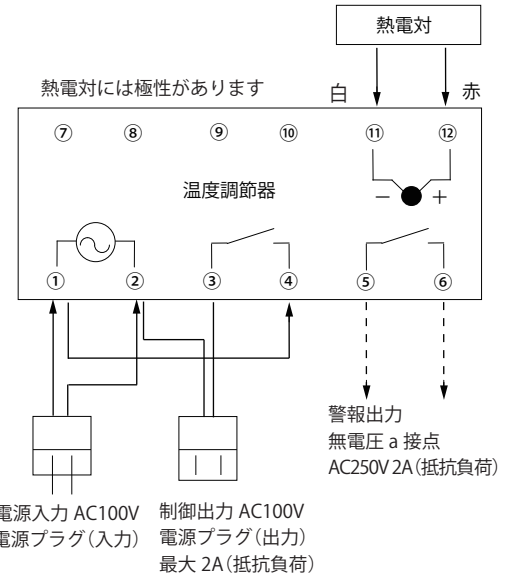 熱電対
熱電対には極性があります
白 赤
⑦ ⑧ ⑨ ⑩ ⑪ ⑫
温度調節器
− +
① ② ③ ④ ⑤ ⑥
警報出力
無電圧 a 接点
AC250V 2A(抵抗負荷)
電源入力 AC100V
電源プラグ(入力)
制御出力 AC100V
電源プラグ(出力)
最大 2A(抵抗負荷)